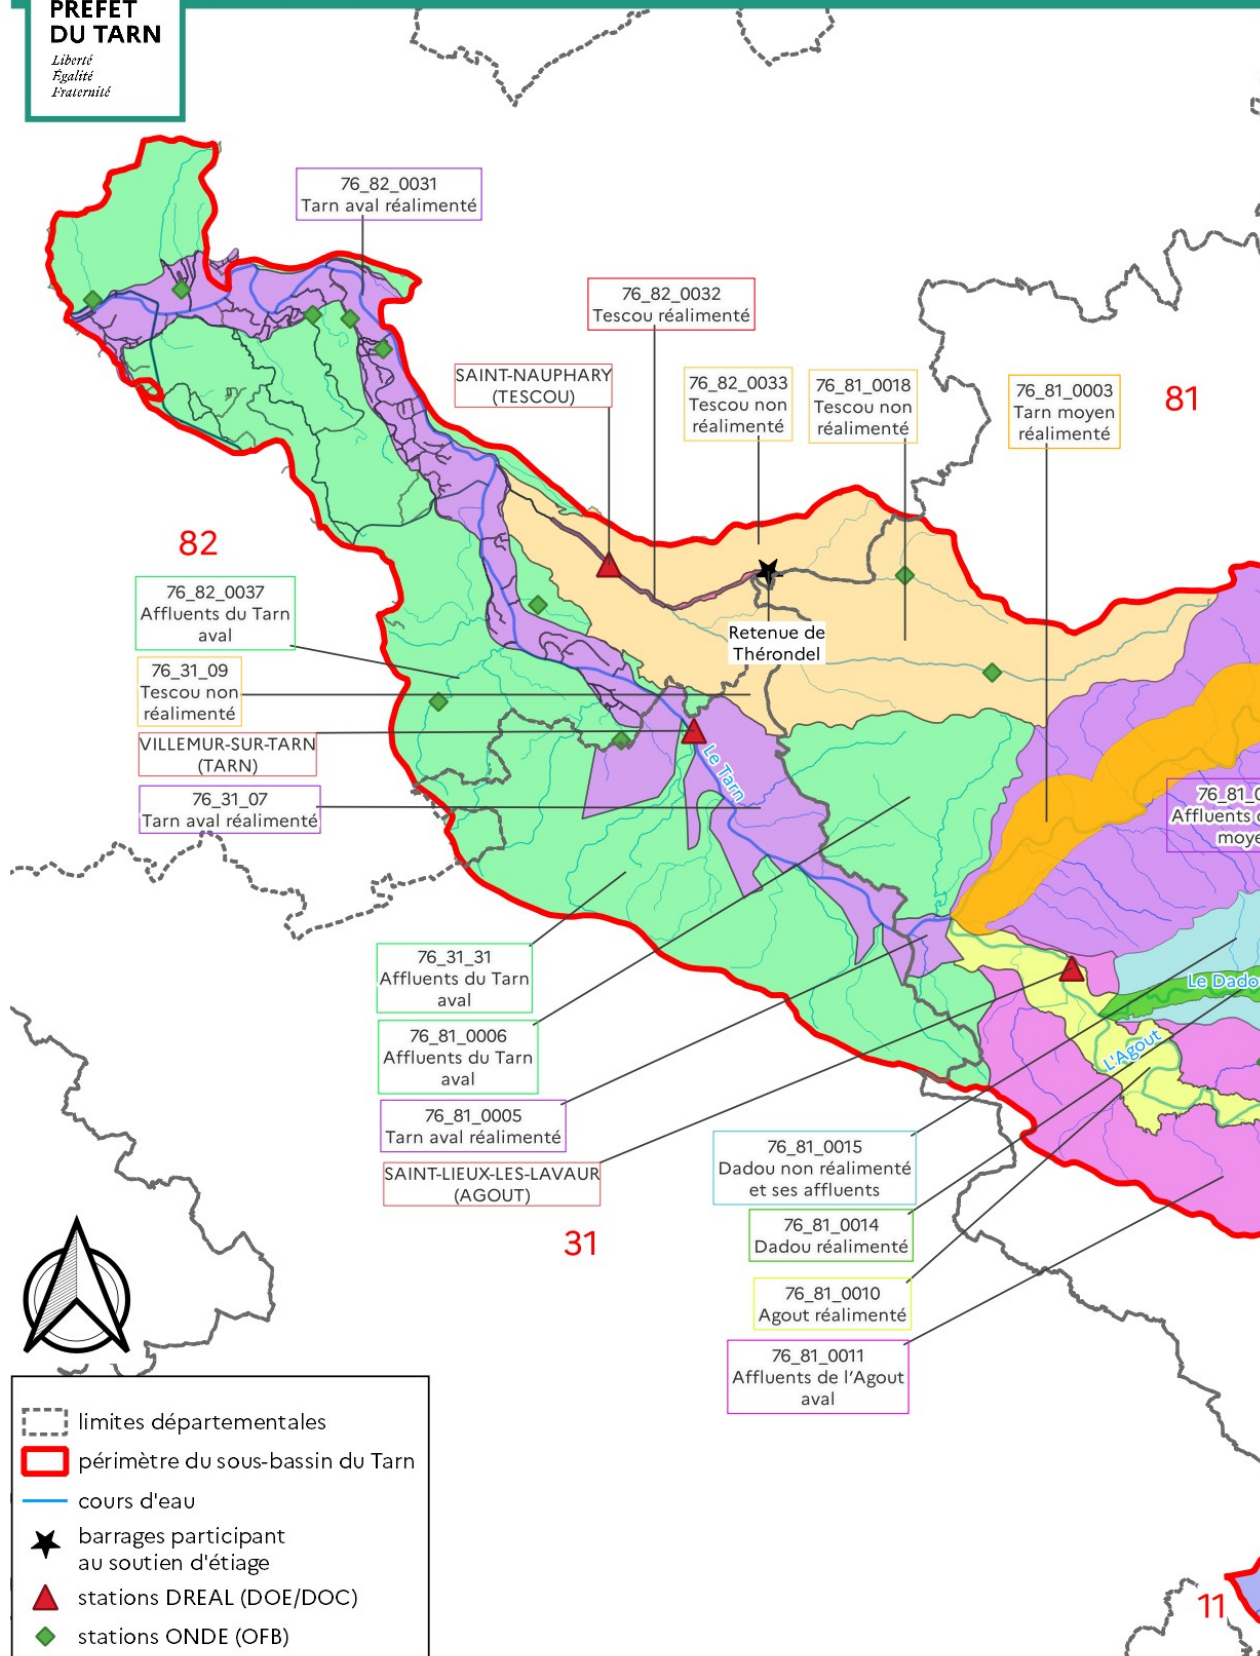 PRÉFET
DU TARN
Liberté
Égalité
Fraternité
76_82_0031
Tarn aval réalimenté
76_82_0032
Tescou réalimenté
SAINT-NAUPHARY
(TESCOU)
76_82_0033
Tescou non
réalimenté
76_81_0018
Tescou non
réalimenté
76_81_0003
Tarn moyen
réalimenté
81
82
76_82_0037
Affluents du Tarn
aval
76_31_09
Tescou non
réalimenté
VILLEMUR-SUR-TARN
(TARN)
76_31_07
Tarn aval réalimenté
Retenue de
Thérondel
Le Tarn
76_81_0
Affluents
moye
76_31_31
Affluents du Tarn
aval
76_81_0006
Affluents du Tarn
aval
76_81_0005
Tarn aval réalimenté
SAINT-LIEUX-LES-LAVAUR
(AGOUT)
Le Dado
L'Agout
76_81_0015
Dadou non réalimenté
et ses affluents
76_81_0014
Dadou réalimenté
76_81_0010
Agout réalimenté
76_81_0011
Affluents de l'Agout
aval
31
11
limites départementales
périmètre du sous-bassin du Tarn
cours d'eau
barrages participant
au soutien d'étiage
stations DREAL (DOE/DOC)
stations ONDE (OFB)